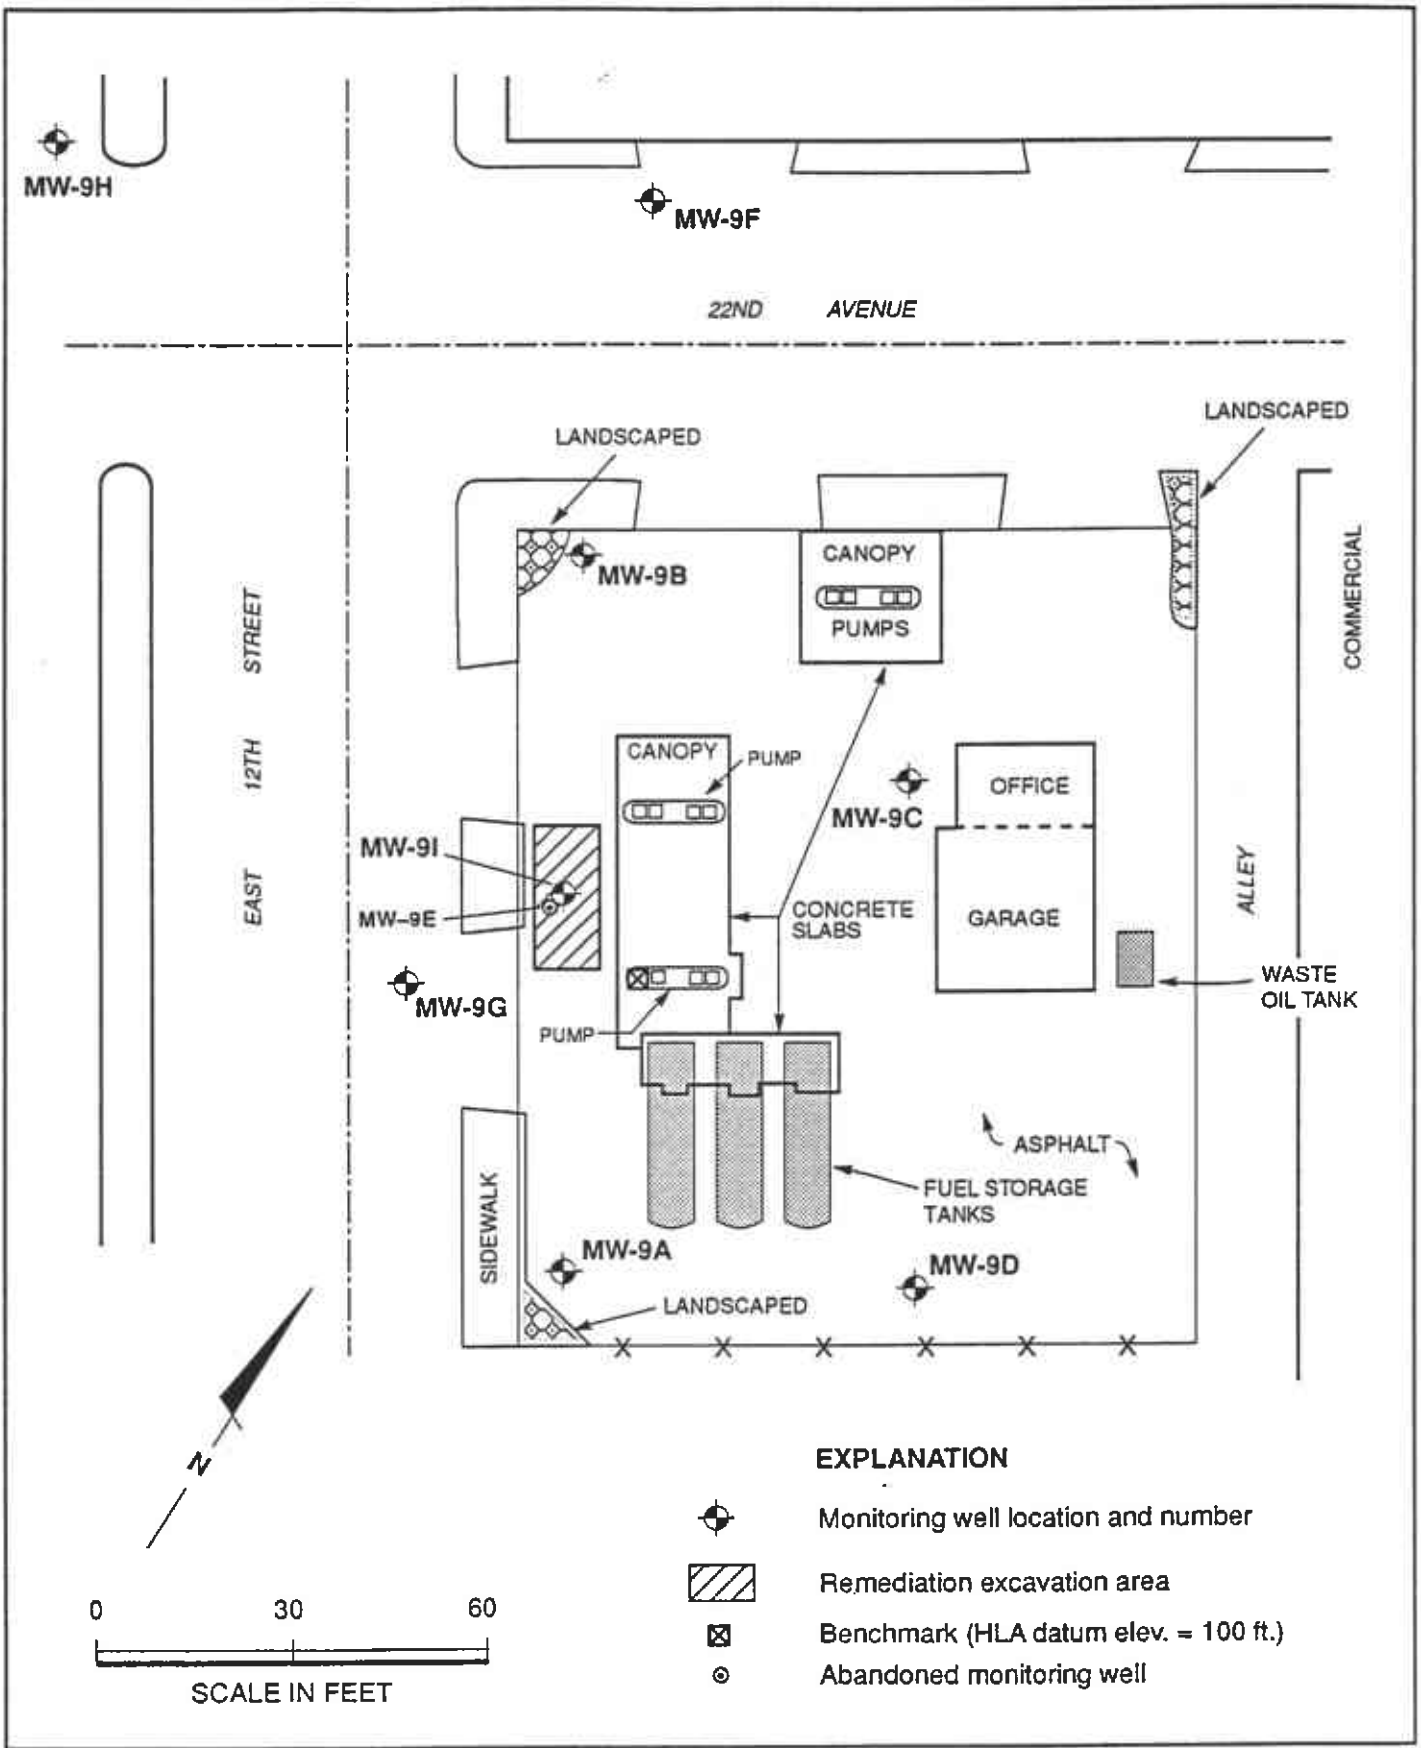 MW-9H
MW-9F
22ND AVENUE
LANDSCAPED
LANDSCAPED
MW-9B
CANOPY
PUMPS
COMMERCIAL
EAST 12TH STREET
CANOPY
PUMP
MW-9C
OFFICE
MW-9I
MW-9E
CONCRETE
SLABS
GARAGE
ALLEY
MW-9G
WASTE
OIL TANK
PUMP
ASPHALT
FUEL STORAGE
TANKS
SIDEWALK
MW-9A
MW-9D
LANDSCAPED
X X X X X X
N
EXPLANATION
Monitoring well location and number
Remediation excavation area
Benchmark (HLA datum elev. = 100 ft.)
Abandoned monitoring well
0 30 60
SCALE IN FEET